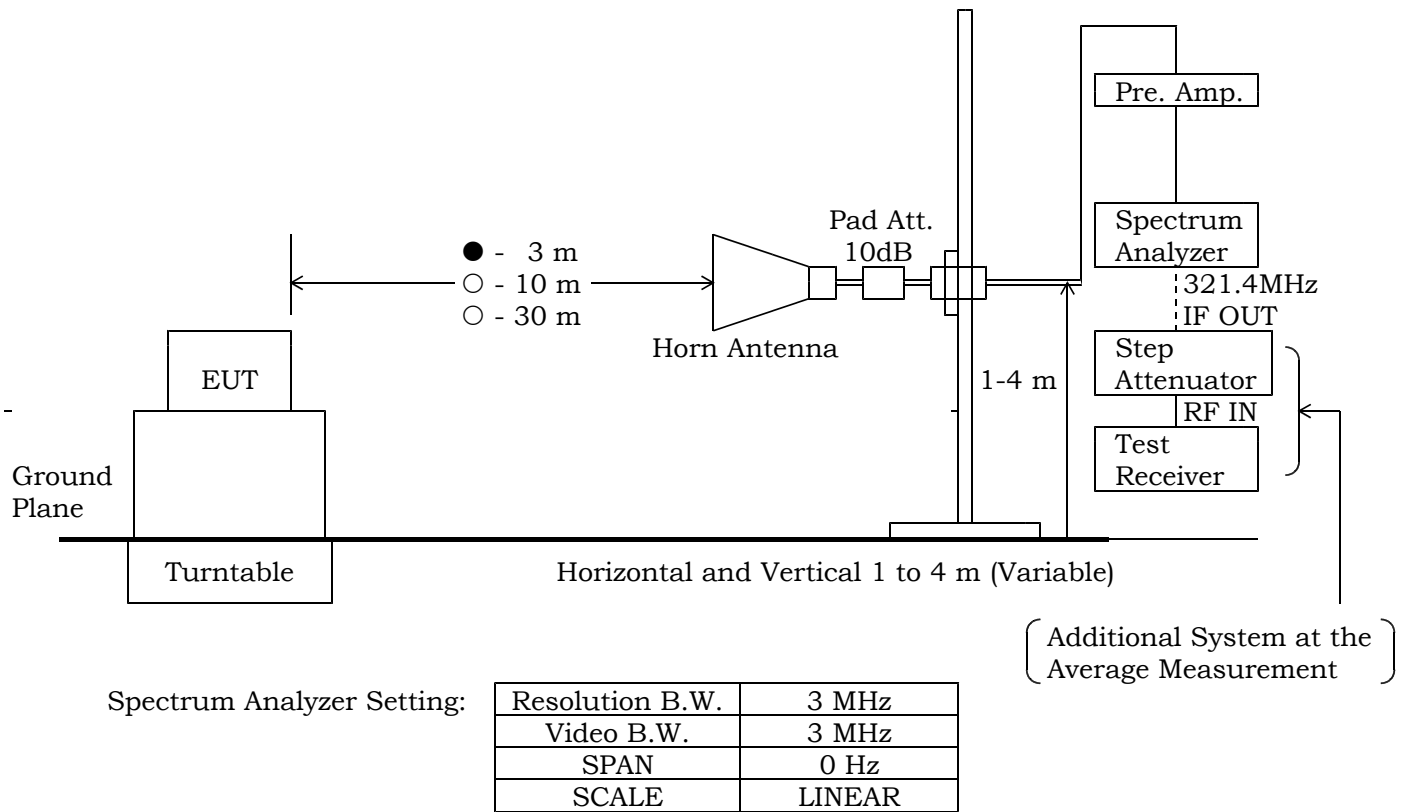 Pre. Amp.
Pad Att.
10dB
Spectrum
Analyzer
● - 3 m
○ - 10 m
○ - 30 m
321.4MHz
IF OUT
Horn Antenna
Step
Attenuator
EUT
1-4 m
RF IN
Test
Receiver
Ground
Plane
Turntable
Horizontal and Vertical 1 to 4 m (Variable)
Additional System at the
Average Measurement
Spectrum Analyzer Setting:
Resolution B.W. 3 MHz
Video B.W. 3 MHz
SPAN 0 Hz
SCALE LINEAR